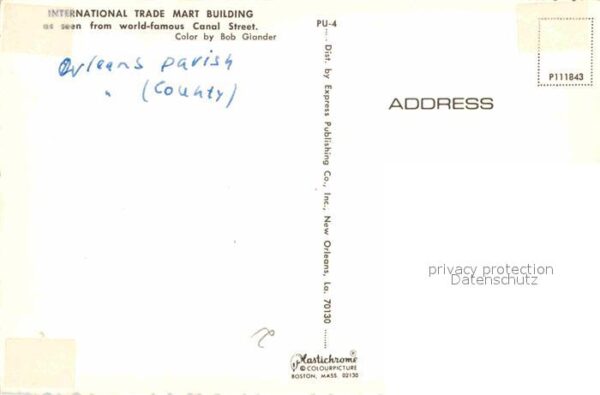 INTERNATIONAL TRADE MART BUILDING
as seen from world-famous Canal Street.
Color by Bob Glander
Orleans parish
" (County)
PU-4
Dist. by Express Publishing Co., Inc., New Orleans, La. 70130
Plastichrome®
© COLOURPICTURE
BOSTON, MASS. 02130
P111843
ADDRESS
privacy protection
Datenschutz